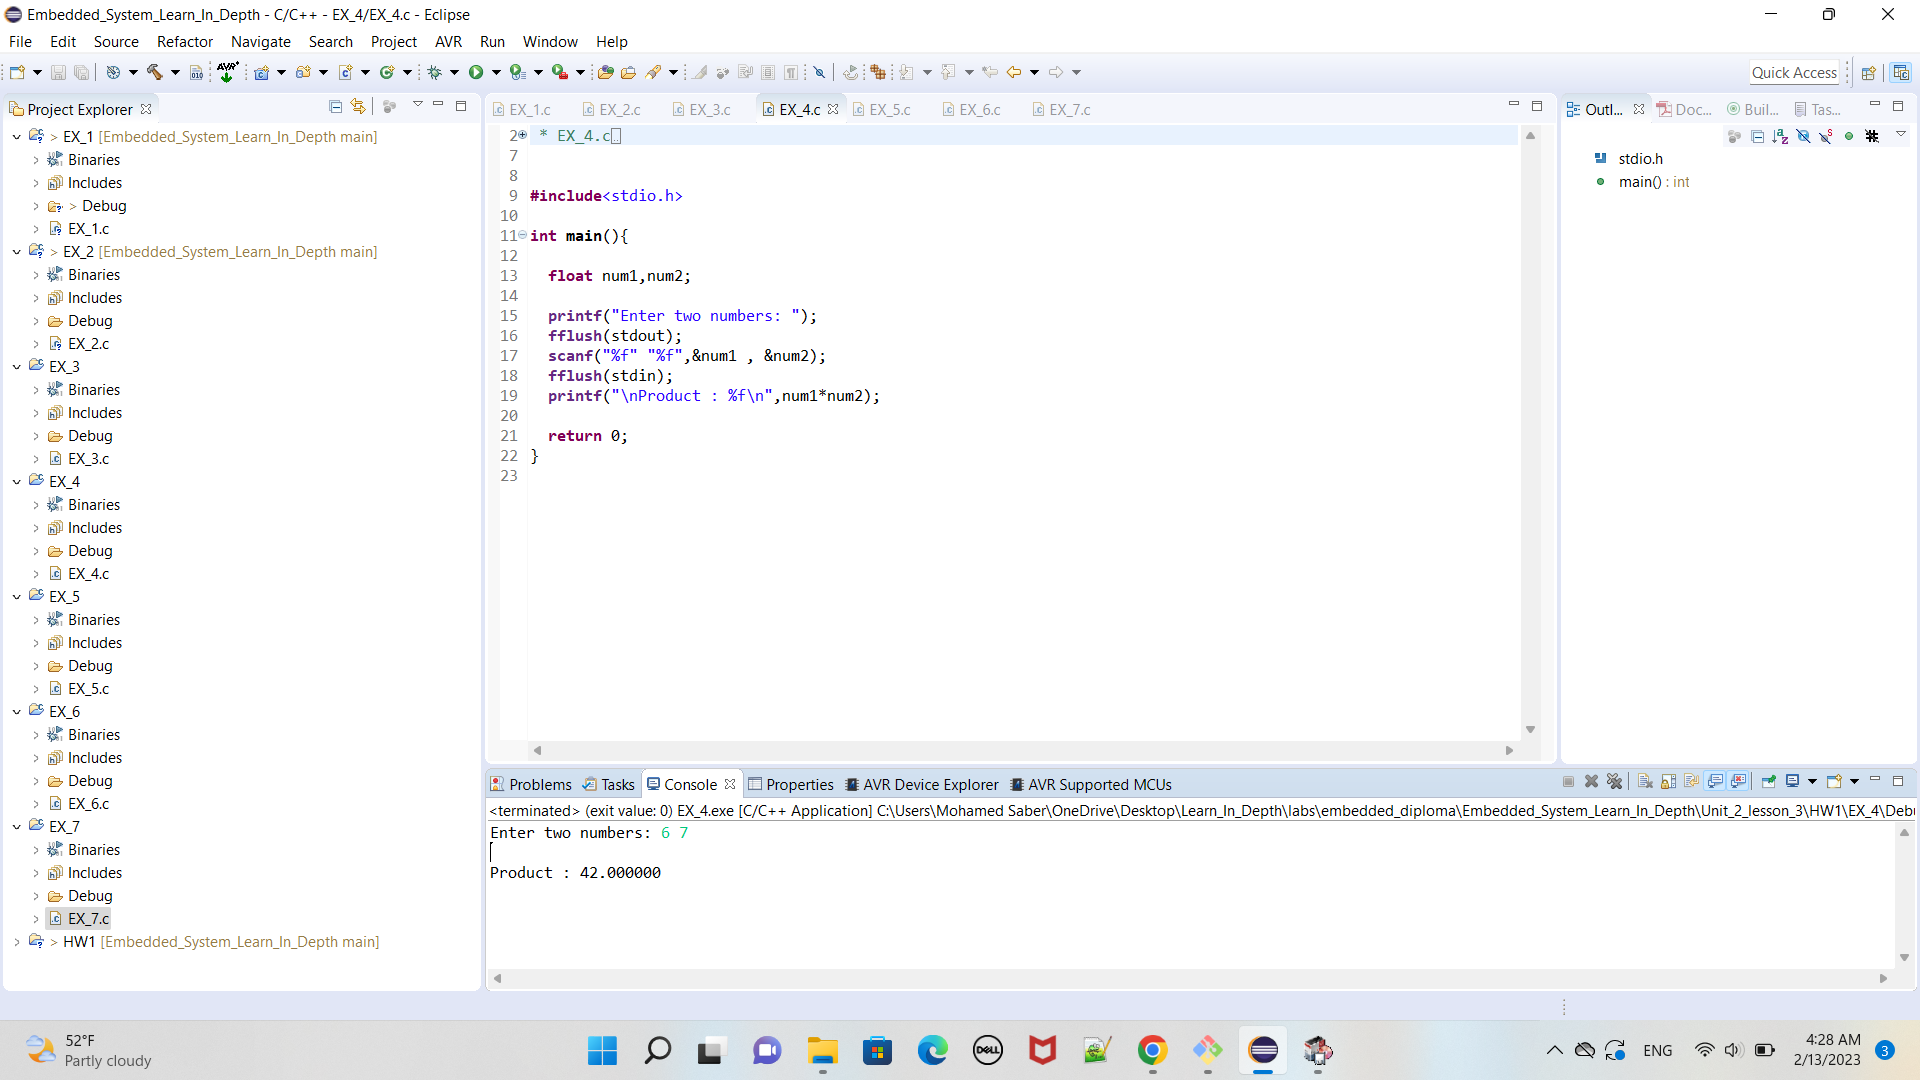 Embedded_System_Learn_In_Depth - C/C++ - EX_4/EX_4.c - Eclipse
File Edit Source Refactor Navigate Search Project AVR Run Window Help
Quick Access
Project Explorer
> EX_1 [Embedded_System_Learn_In_Depth main]
Binaries
Includes
> Debug
EX_1.c
> EX_2 [Embedded_System_Learn_In_Depth main]
Binaries
Includes
Debug
EX_2.c
EX_3
Binaries
Includes
Debug
EX_3.c
EX_4
Binaries
Includes
Debug
EX_4.c
EX_5
Binaries
Includes
Debug
EX_5.c
EX_6
Binaries
Includes
Debug
EX_6.c
EX_7
Binaries
Includes
Debug
EX_7.c
> HW1 [Embedded_System_Learn_In_Depth main]
EX_1.c EX_2.c EX_3.c EX_4.c EX_5.c EX_6.c EX_7.c
2 * EX_4.c
7
8
9 #include<stdio.h>
10
11 int main(){
12
13 float num1,num2;
14
15 printf("Enter two numbers: ");
16 fflush(stdout);
17 scanf("%f" "%f",&num1 , &num2);
18 fflush(stdin);
19 printf("\nProduct : %f\n",num1*num2);
20
21 return 0;
22 }
23
Outl... Doc... Buil... Tas...
stdio.h
main() : int
Problems Tasks Console Properties AVR Device Explorer AVR Supported MCUs
<terminated> (exit value: 0) EX_4.exe [C/C++ Application] C:\Users\Mohamed Saber\OneDrive\Desktop\Learn_In_Depth\labs\embedded_diploma\Embedded_System_Learn_In_Depth\Unit_2_lesson_3\HW1\EX_4\Deb
Enter two numbers: 6 7
Product : 42.000000
52°F
Partly cloudy
DELL
ENG
4:28 AM
2/13/2023
3